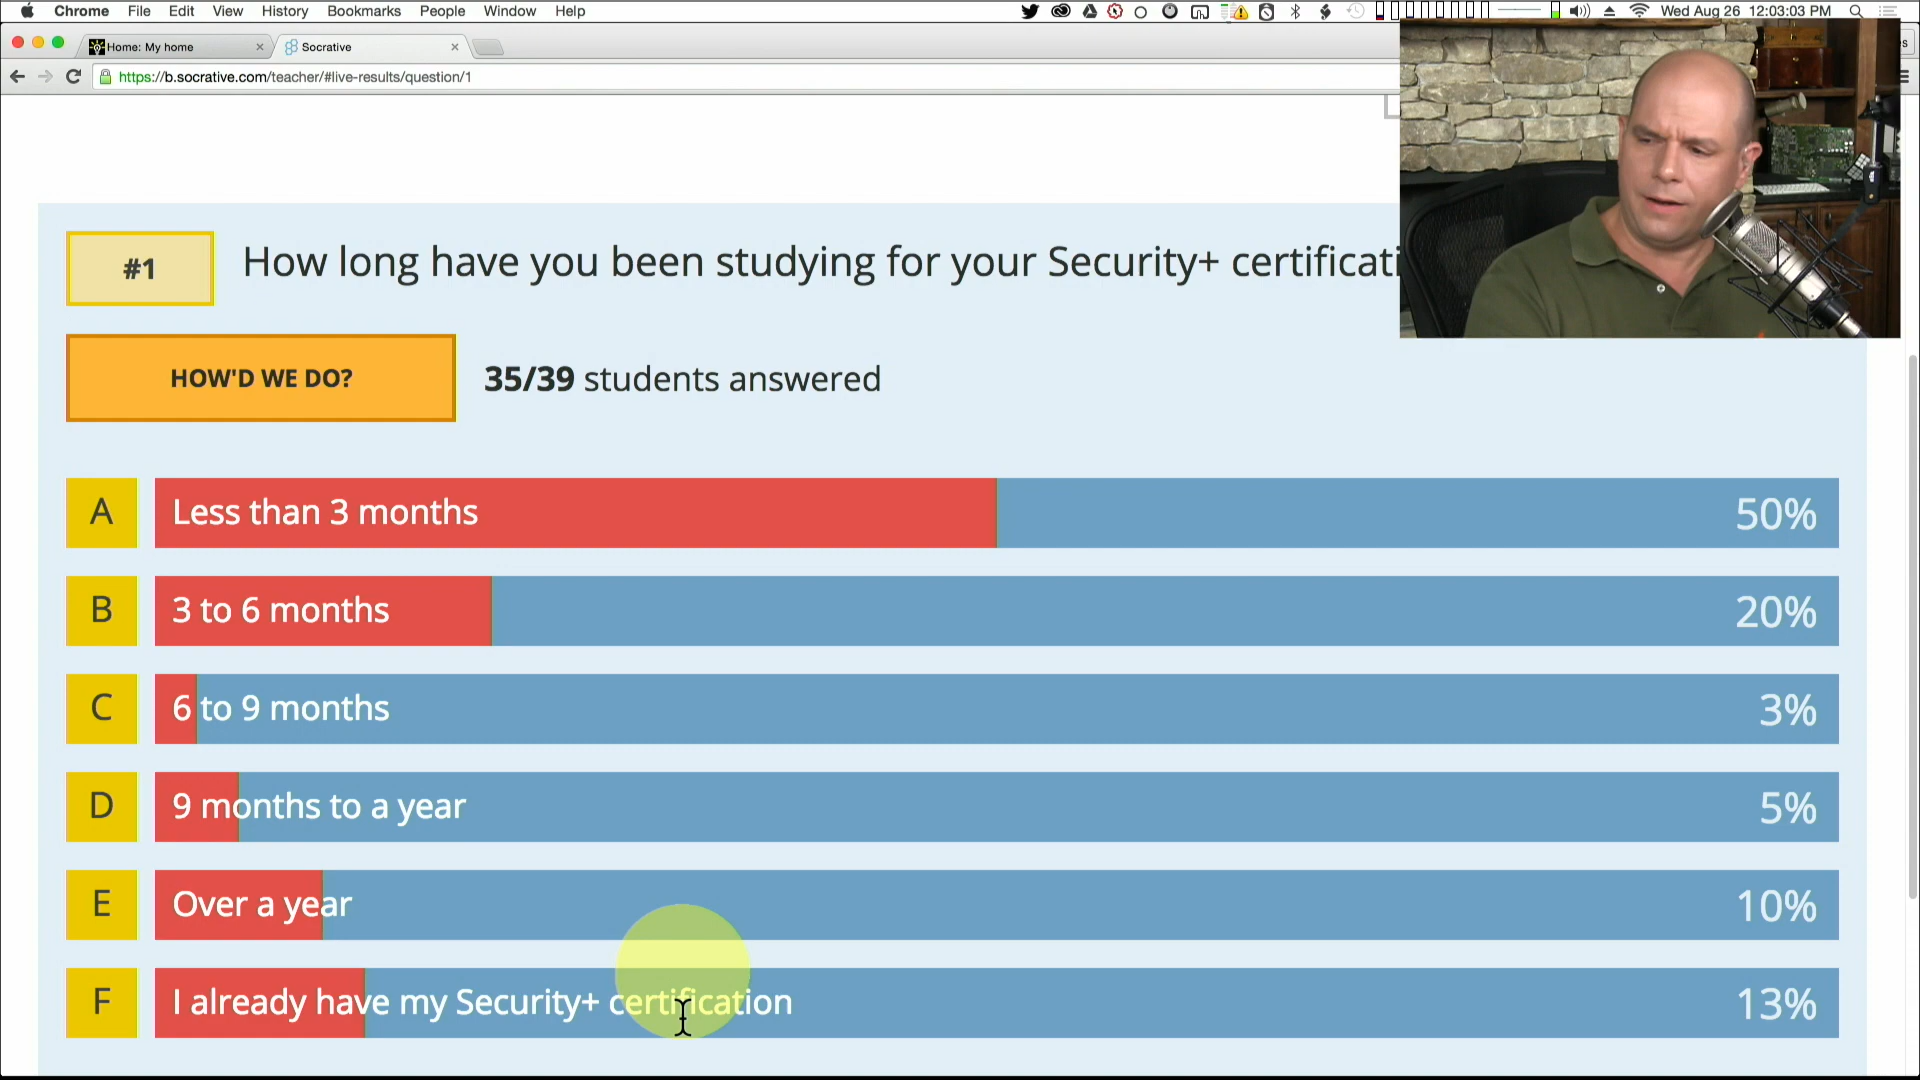 Chrome File Edit View History Bookmarks People Window Help Wed Aug 26 12:03:03 PM
Home: My home Socrative
https://b.socrative.com/teacher/#live-results/question/1
#1 How long have you been studying for your Security+ certificati
HOW'D WE DO? 35/39 students answered
A Less than 3 months 50%
B 3 to 6 months 20%
C 6 to 9 months 3%
D 9 months to a year 5%
E Over a year 10%
F I already have my Security+ certification 13%